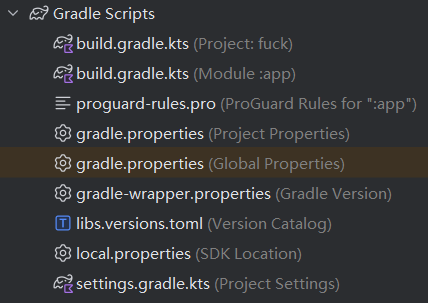 Gradle Scripts
build.gradle.kts (Project: fuck)
build.gradle.kts (Module :app)
proguard-rules.pro (ProGuard Rules for ":app")
gradle.properties (Project Properties)
gradle.properties (Global Properties)
gradle-wrapper.properties (Gradle Version)
libs.versions.toml (Version Catalog)
local.properties (SDK Location)
settings.gradle.kts (Project Settings)